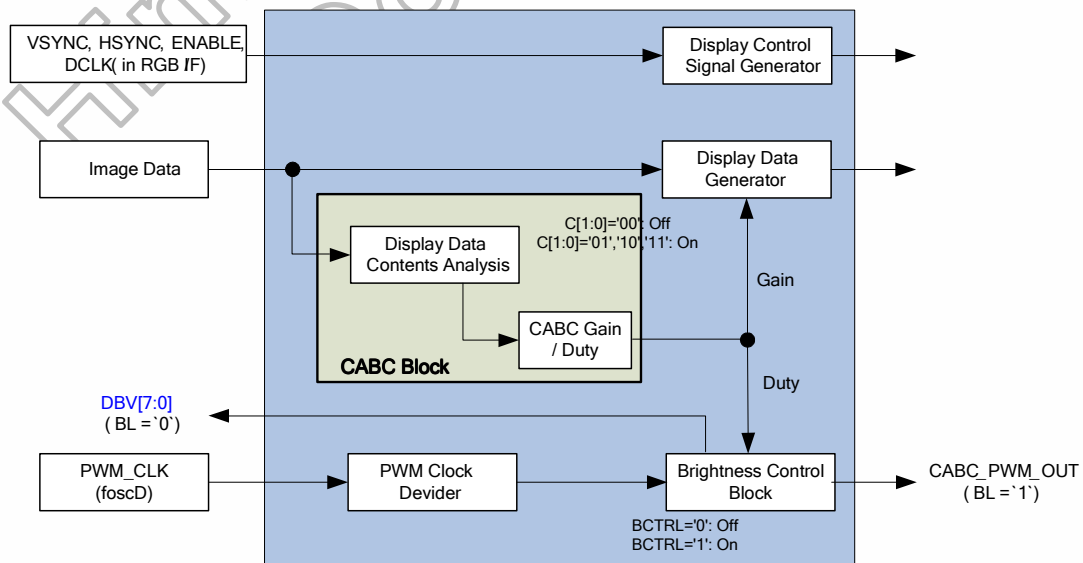 VSYNC, HSYNC, ENABLE,
DCLK( in RGB I/F)
Display Control
Signal Generator
Image Data
Display Data
Generator
C[1:0]='00': Off
C[1:0]='01','10','11': On
Display Data
Contents Analysis
Gain
CABC Gain
/ Duty
CABC Block
Duty
DBV[7:0]
( BL =`0`)
PWM_CLK
(foscD)
PWM Clock
Devider
Brightness Control
Block
CABC_PWM_OUT
( BL =`1`)
BCTRL='0': Off
BCTRL='1': On